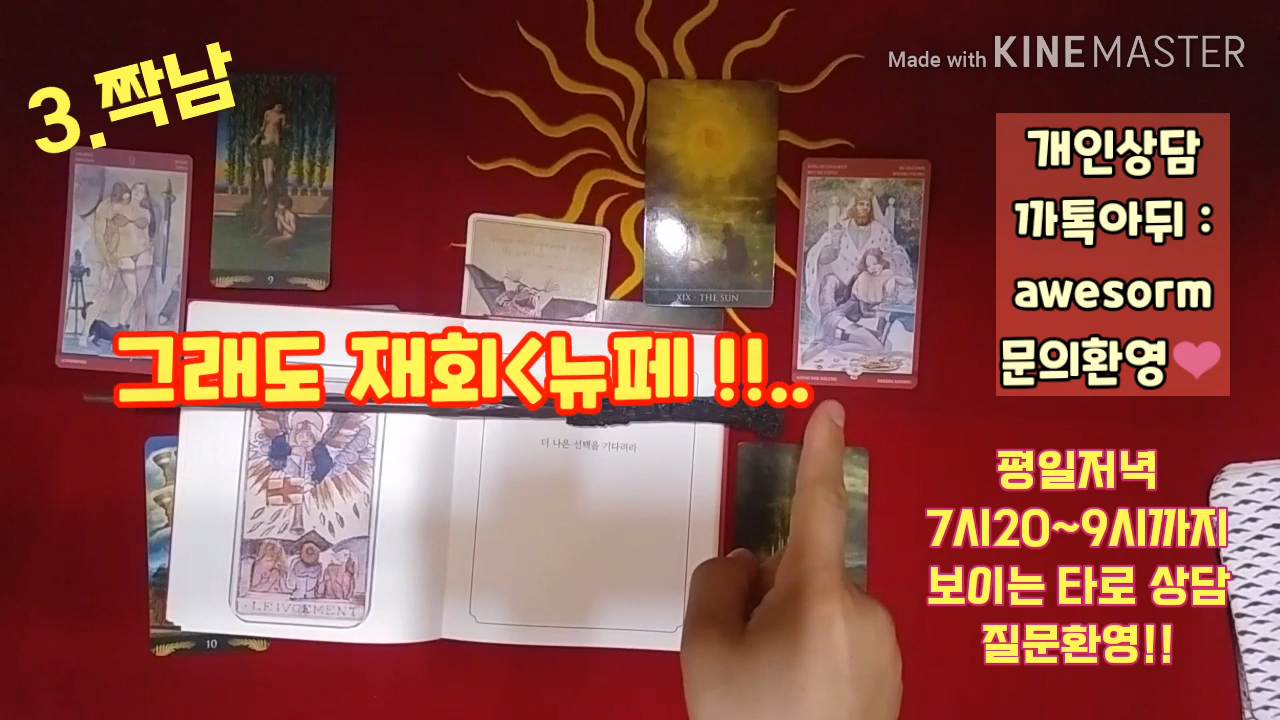 Made with KINEMASTER
3.짝남
개인상담
까톡아뒤 :
awesorm
문의환영
9
XIX · THE SUN
그래도 재회<뉴페 !!..
더 나은 선택을 기다려라
LE JUGEMENT
10
평일저녁
7시20~9시까지
보이는 타로 상담
질문환영!!